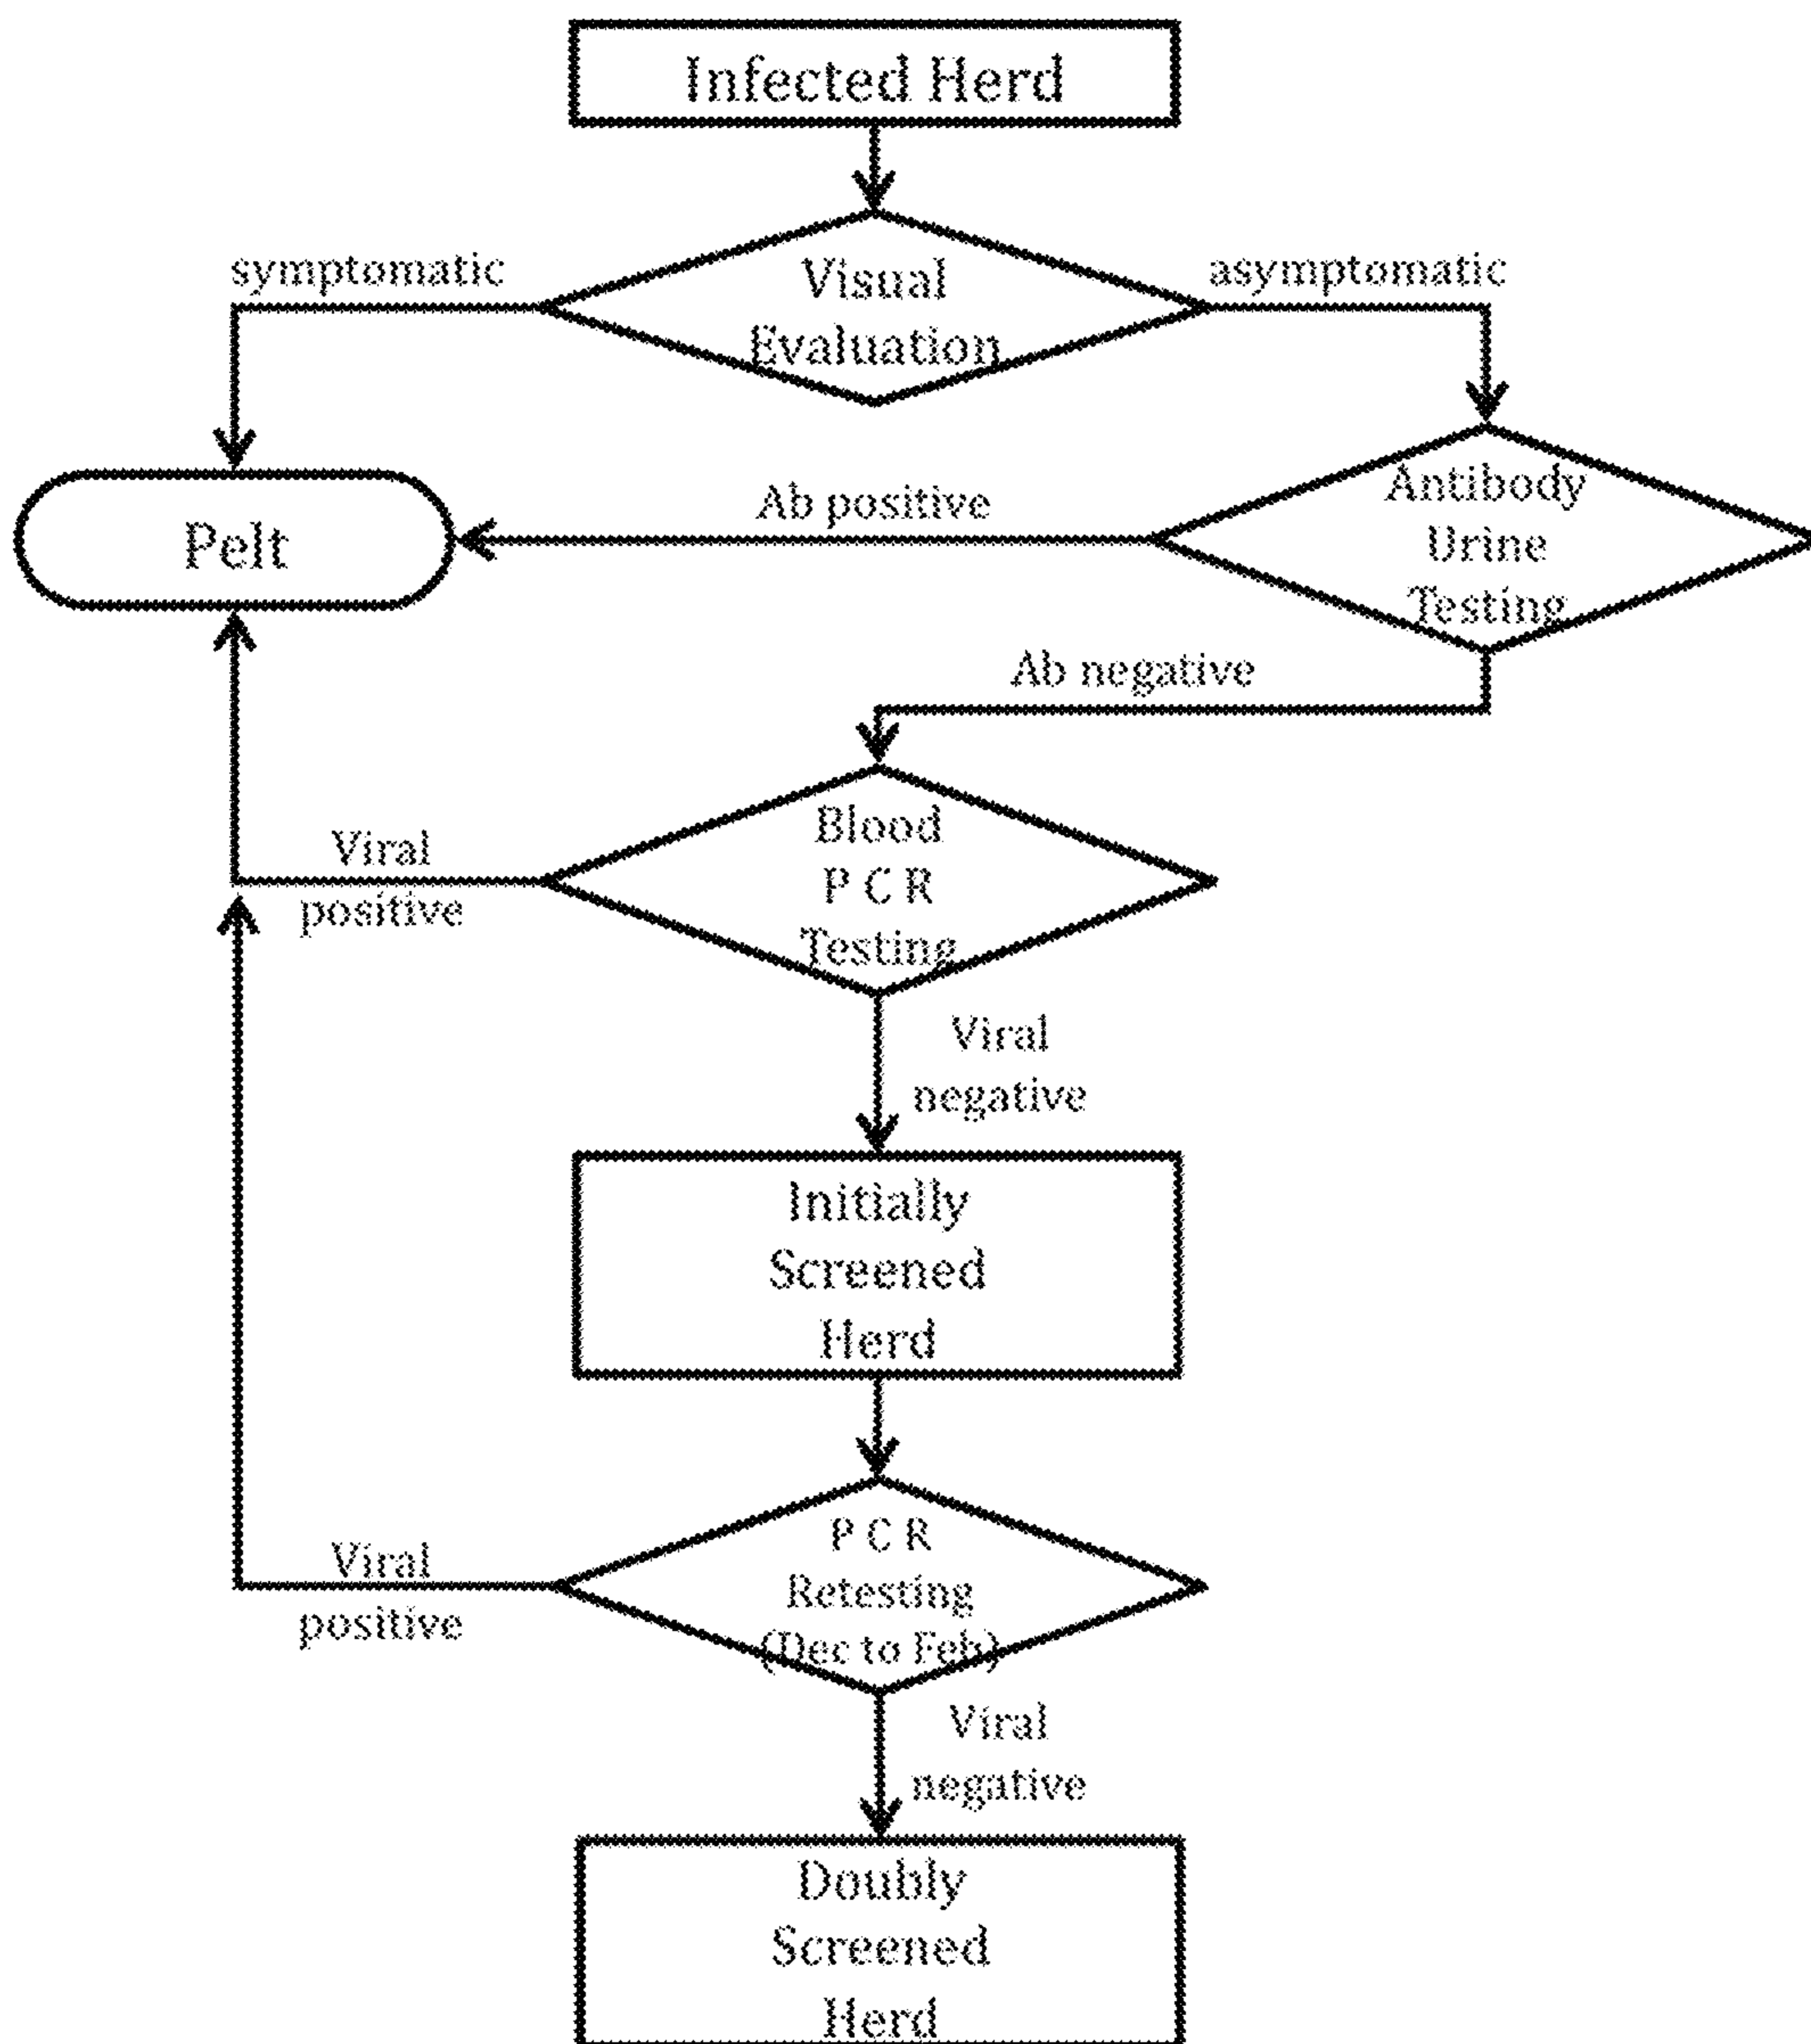 Infected Herd
symptomatic
Visual
Evaluation
asymptomatic
Pelt
Ab positive
Antibody
Urine
Testing
Ab negative
Viral
positive
Blood
P C R
Testing
Viral
negative
Initially
Screened
Herd
Viral
positive
P C R
Retesting
(Dec to Feb)
Viral
negative
Doubly
Screened
Herd